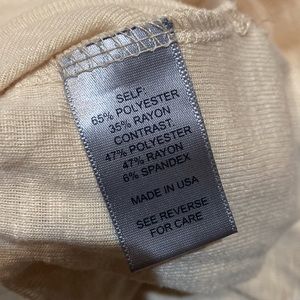 SELF:
65% POLYESTER
35% RAYON
CONTRAST:
47% POLYESTER
47% RAYON
6% SPANDEX
MADE IN USA
SEE REVERSE
FOR CARE